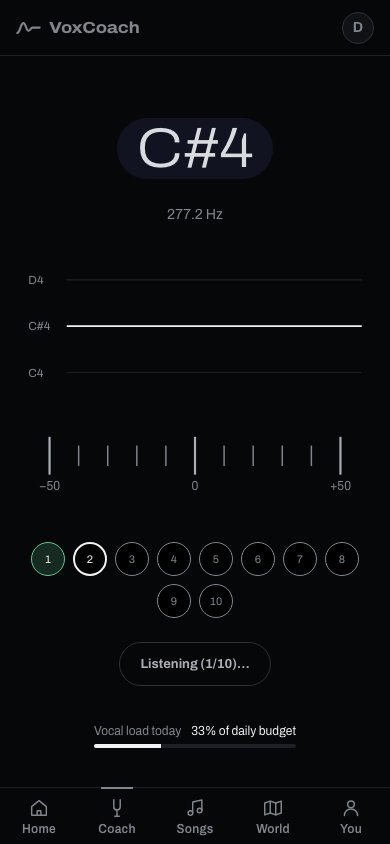 VoxCoach
D
C#4
277.2 Hz
D4
C#4
C4
−50 0 +50
1 2 3 4 5 6 7 8
9 10
Listening (1/10)...
Vocal load today 33% of daily budget
Home Coach Songs World You